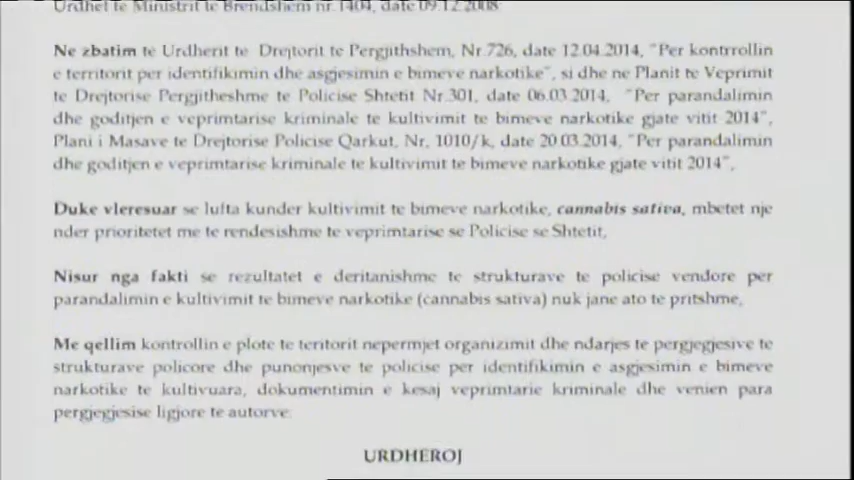 Urdhet te Ministrit te Brendshem nr.1404, date 09.12.2008
Ne zbatim te Urdherit te Drejtorit te Pergjithshem, Nr.726, date 12.04.2014, "Per kontrrollin
e territorit per identifikimin dhe asgjesimin e bimeve narkotike", si dhe ne Planit te Veprimit
te Drejtorise Pergjitheshme te Policise Shtetit Nr.301, date 06.03.2014, "Per parandalimin
dhe goditjen e veprimtarise kriminale te kultivimit te bimeve narkotike gjate vitit 2014",
Plani i Masave te Drejtorise Policise Qarkut, Nr, 1010/k, date 20.03.2014, "Per parandalimin
dhe goditjen e veprimtarise kriminale te kultivimit te bimeve narkotike gjate vitit 2014",
Duke vleresuar se lufta kunder kultivimit te bimeve narkotike, cannabis sativa, mbetet nje
nder prioritetet me te rendesishme te veprimtarise se Policise se Shtetit,
Nisur nga fakti se rezultatet e deritanishme te strukturave te policise vendore per
parandalimin e kultivimit te bimeve narkotike (cannabis sativa) nuk jane ato te pritshme,
Me qellim kontrollin e plote te teritorit nepermjet organizimit dhe ndarjes te pergjegjesive te
strukturave policore dhe punonjesve te policise per identifikimin e asgjesimin e bimeve
narkotike te kultivuara, dokumentimin e kesaj veprimtarie kriminale dhe venien para
pergjegjesise ligjore te autorve
URDHEROJ